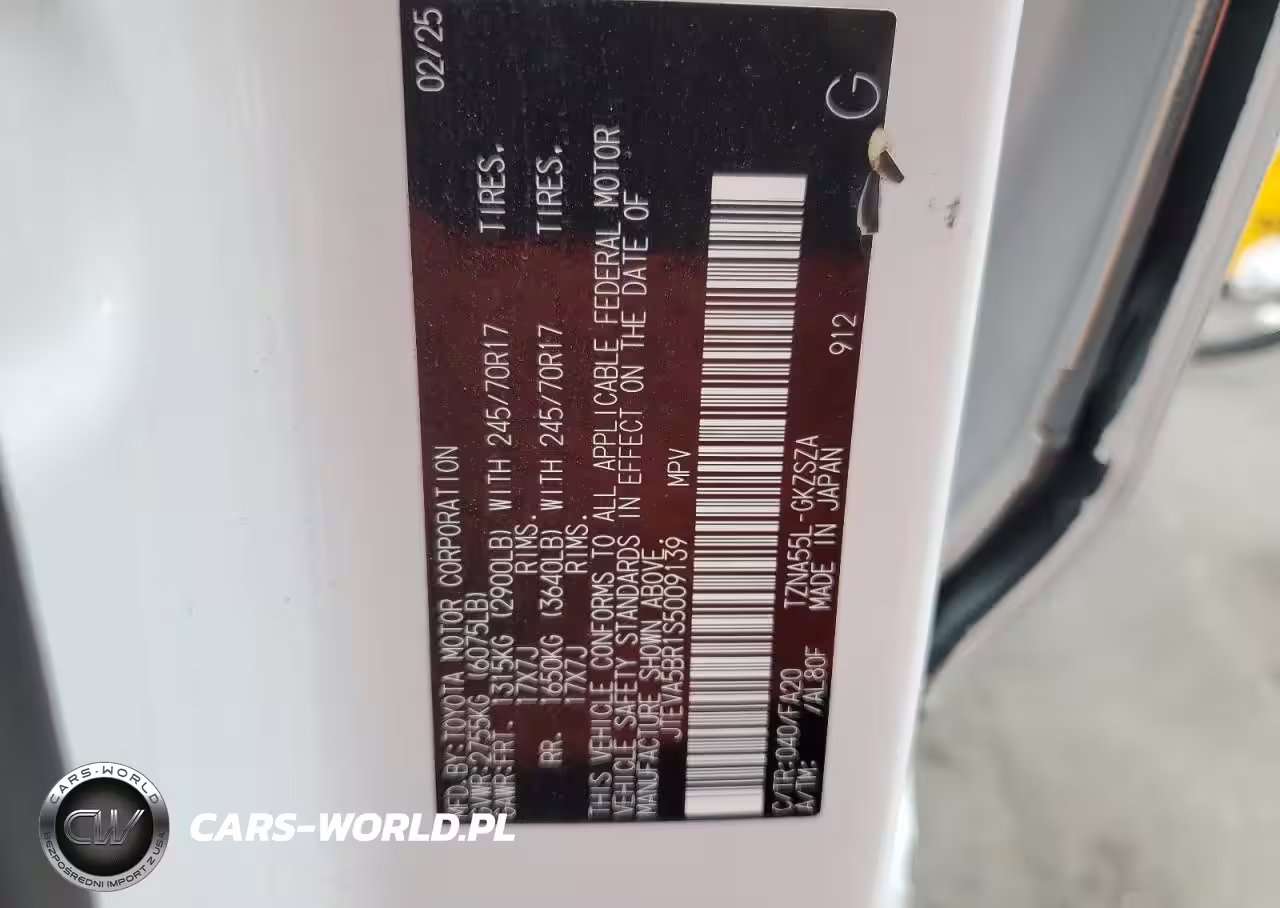 MFD. BY:TOYOTA MOTOR CORPORATION 02/25
GVWR:2755KG (6075LB)
GAWR:FRT. 1315KG (2900LB) WITH 245/70R17 TIRES.
17X7J RIMS.
RR. 1650KG (3640LB) WITH 245/70R17 TIRES.
17X7J RIMS.
THIS VEHICLE CONFORMS TO ALL APPLICABLE FEDERAL MOTOR
VEHICLE SAFETY STANDARDS IN EFFECT ON THE DATE OF
MANUFACTURE SHOWN ABOVE.
JTEVA5BR1S5009139 MPV
C/TR:040/FA20 TZNA55L-GKZSZA
A/TM: /AL80F MADE IN JAPAN 912
G
CARS-WORLD
CW
BEZPOŚREDNI IMPORT Z USA
CARS-WORLD.PL